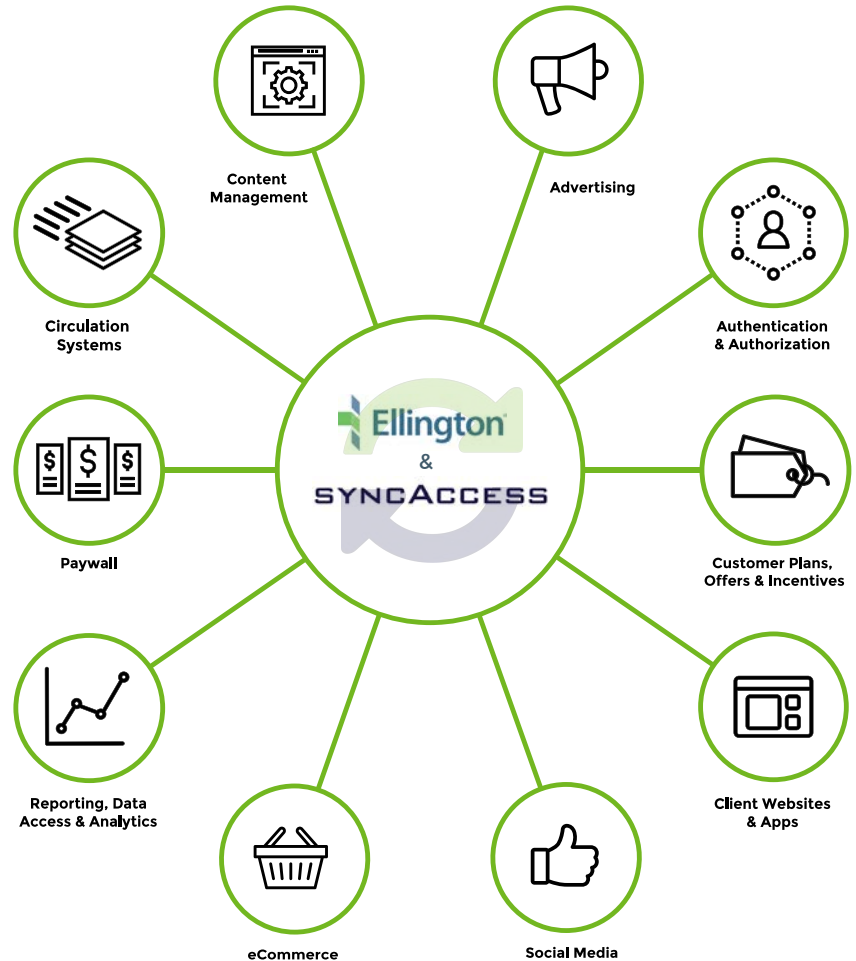 Content
Management
Advertising
Circulation
Systems
Authentication
& Authorization
Ellington
&
SYNCACCESS
$
$
$
Paywall
Customer Plans,
Offers & Incentives
Reporting, Data
Access & Analytics
Client Websites
& Apps
eCommerce
Social Media